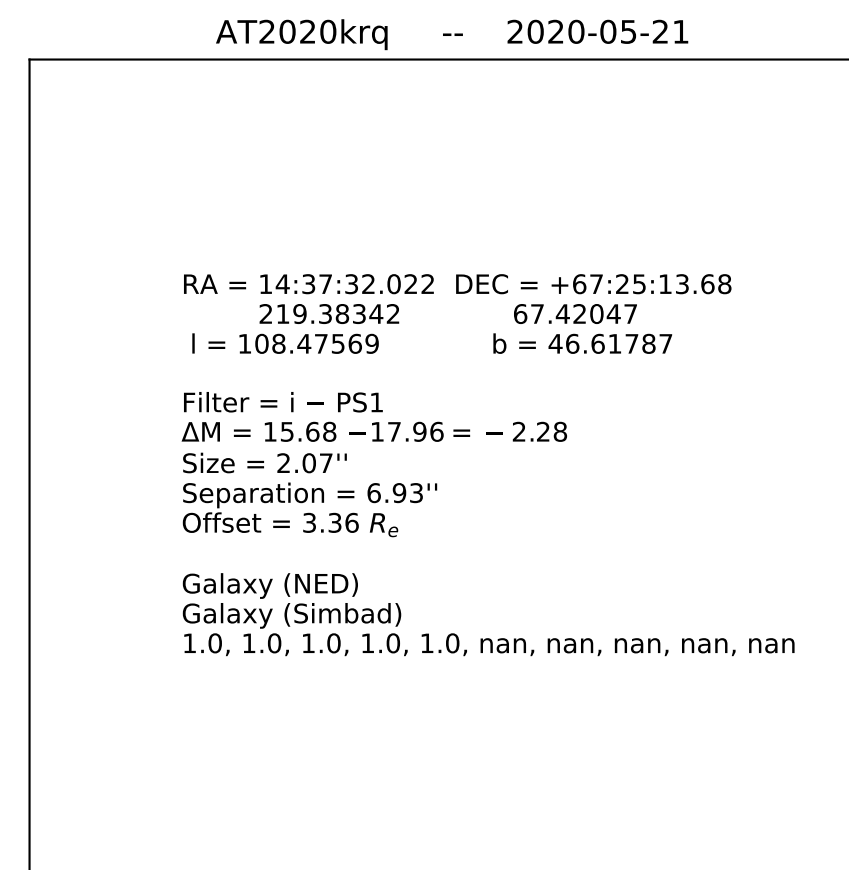 AT2020krq -- 2020-05-21
RA = 14:37:32.022 DEC = +67:25:13.68
219.38342 67.42047
l = 108.47569 b = 46.61787
Filter = i − PS1
ΔM = 15.68 −17.96 = − 2.28
Size = 2.07''
Separation = 6.93''
Offset = 3.36 Rₑ
Galaxy (NED)
Galaxy (Simbad)
1.0, 1.0, 1.0, 1.0, 1.0, nan, nan, nan, nan, nan